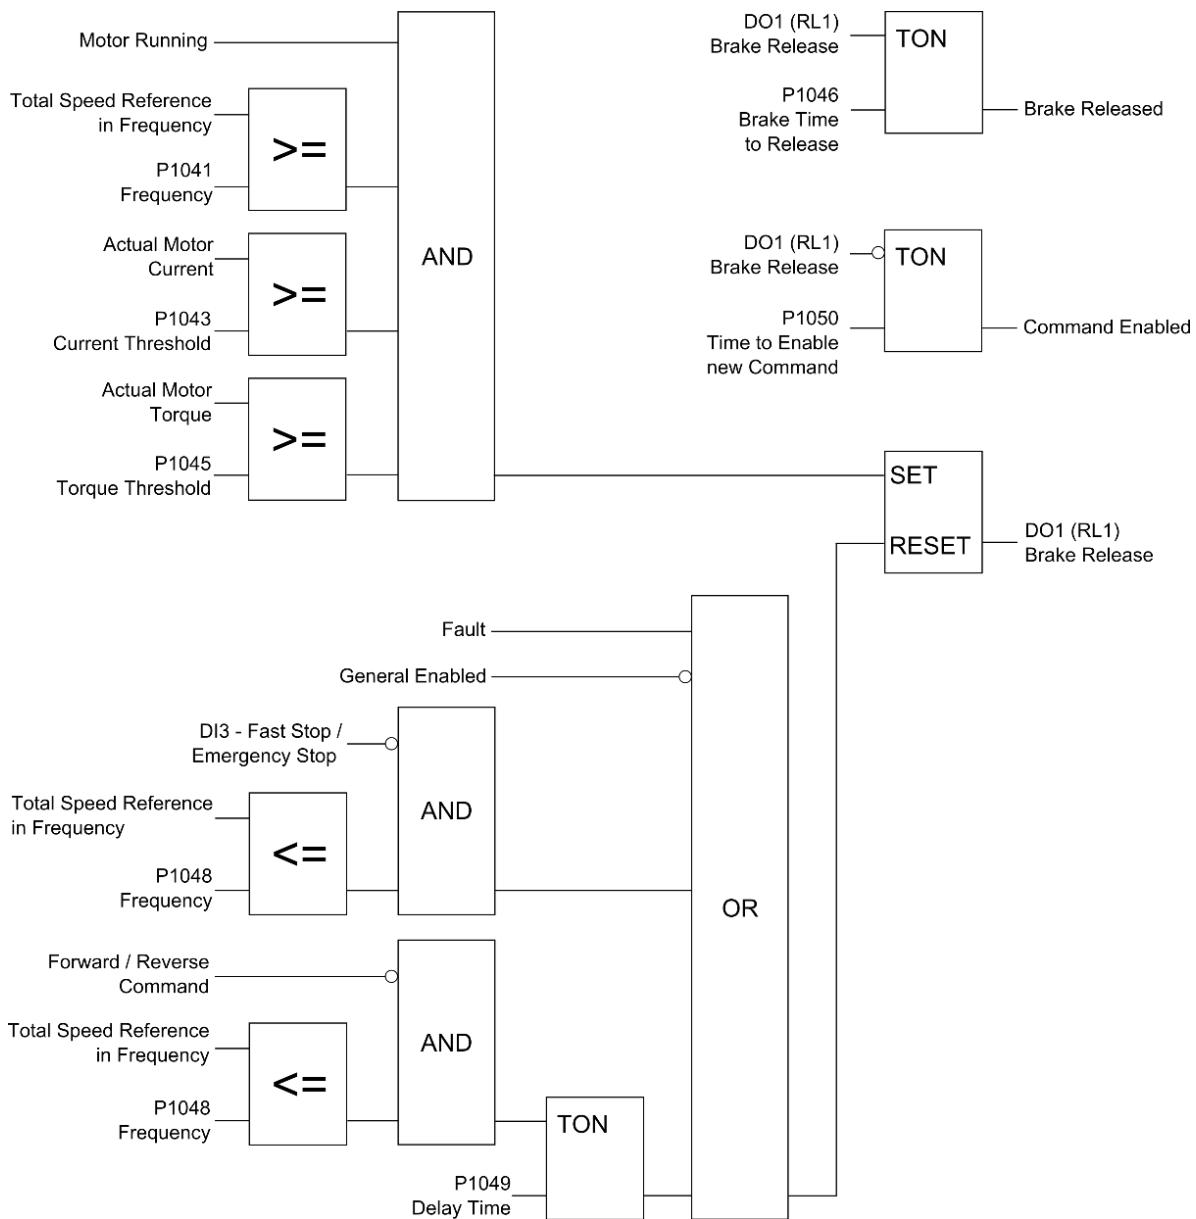 Motor Running
Total Speed Reference
in Frequency
P1041
Frequency
>=
Actual Motor
Current
P1043
Current Threshold
>=
Actual Motor
Torque
P1045
Torque Threshold
>=
AND
DO1 (RL1)
Brake Release
P1046
Brake Time
to Release
TON
Brake Released
DO1 (RL1)
Brake Release
P1050
Time to Enable
new Command
TON
Command Enabled
SET
RESET
DO1 (RL1)
Brake Release
Fault
General Enabled
DI3 - Fast Stop /
Emergency Stop
Total Speed Reference
in Frequency
P1048
Frequency
<=
AND
OR
Forward / Reverse
Command
Total Speed Reference
in Frequency
P1048
Frequency
<=
AND
TON
P1049
Delay Time